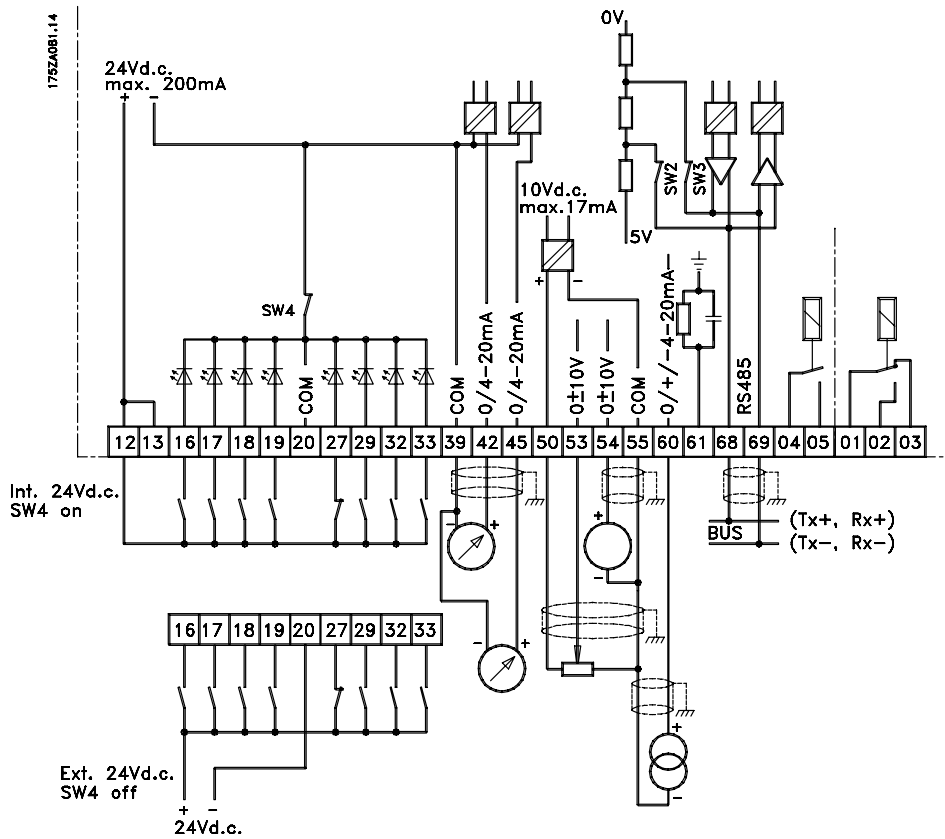 175ZA081.14
24Vd.c.
max. 200mA
+ -
0V
SW2
SW3
5V
10Vd.c.
max.17mA
+ -
SW4
COM
COM
0/4-20mA
0/4-20mA
0±10V
0±10V
COM
0/+/-4-20mA
RS485
12 13 16 17 18 19 20 27 29 32 33 39 42 45 50 53 54 55 60 61 68 69 04 05 01 02 03
Int. 24Vd.c.
SW4 on
- +
+
-
BUS
(Tx+, Rx+)
(Tx-, Rx-)
16 17 18 19 20 27 29 32 33
- +
+
-
Ext. 24Vd.c.
SW4 off
+ -
24Vd.c.